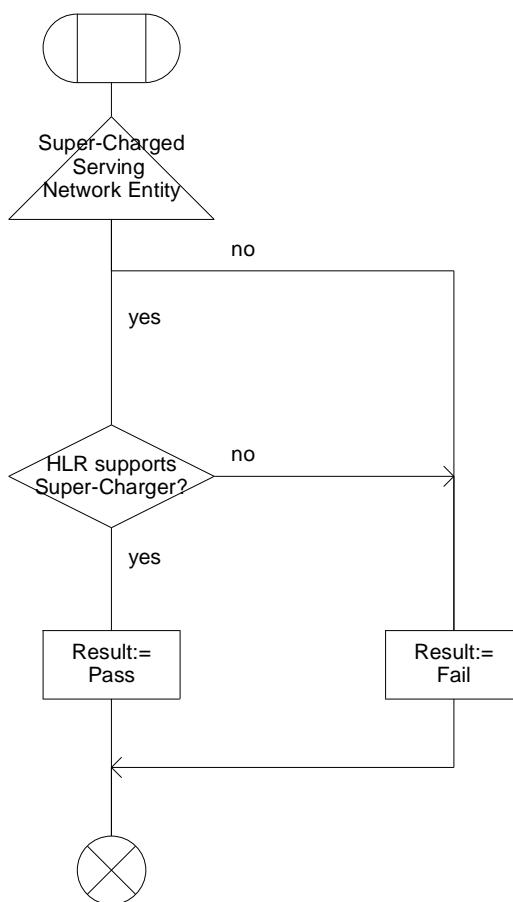 Super-Charged
Serving
Network Entity
no
yes
HLR supports
Super-Charger?
no
yes
Result:=
Pass
Result:=
Fail